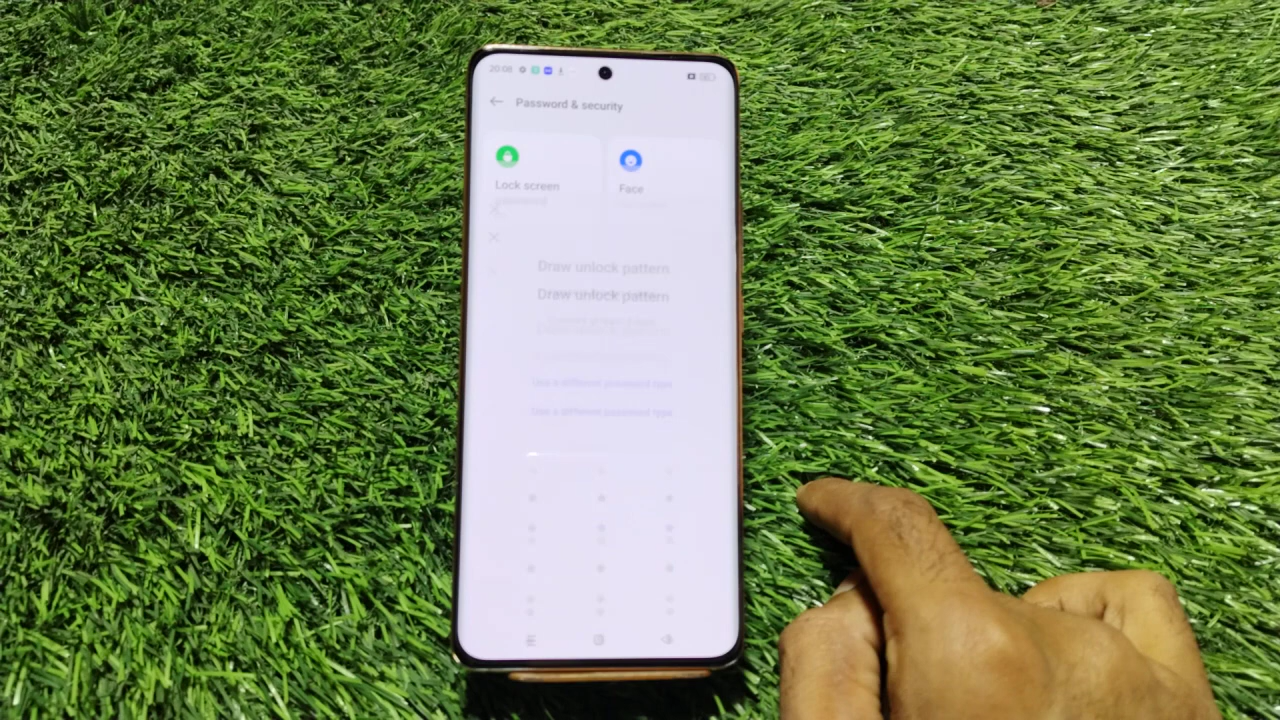 20:08
Password & security
Lock screen
Face
Draw unlock pattern
Draw unlock pattern
Use a different password type
Use a different password type